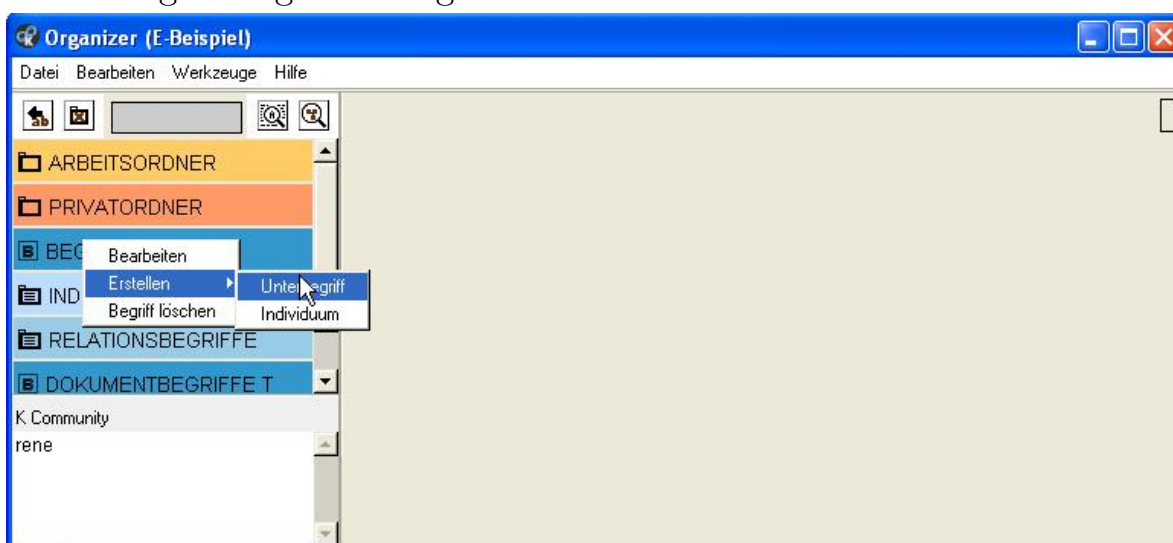 Organizer (E-Beispiel)
Datei Bearbeiten Werkzeuge Hilfe
ARBEITSORDNER
PRIVATORDNER
B BEG
Bearbeiten
Erstellen
Unterbegriff
IND
Begriff löschen
Individuum
RELATIONSBEGRIFFE
B DOKUMENTBEGRIFFE T
K Community
rene